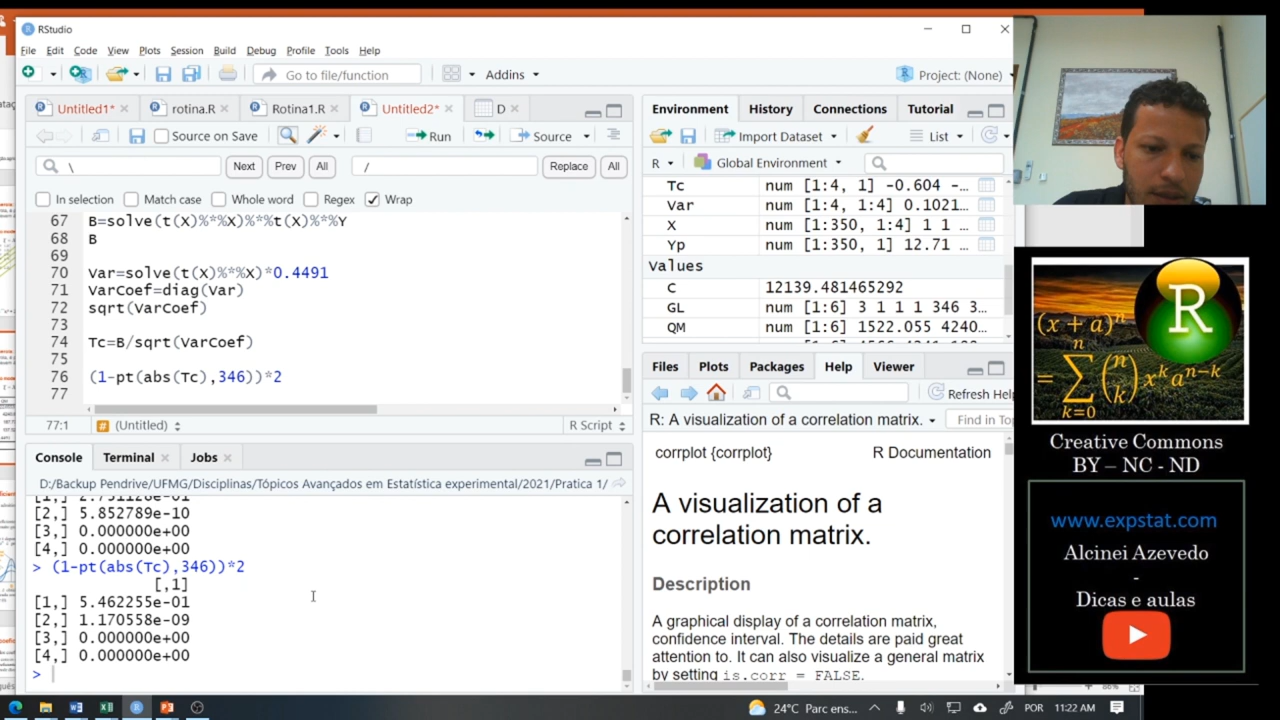 RStudio
File Edit Code View Plots Session Build Debug Profile Tools Help
Go to file/function Addins Project: (None)
Untitled1* rotina.R Rotina1.R Untitled2* D
Source on Save Run Source
\ Next Prev All / Replace All
In selection Match case Whole word Regex Wrap
67 B=solve(t(X)%*%X)%*%t(X)%*%Y
68 B
69
70 Var=solve(t(X)%*%X)*0.4491
71 VarCoef=diag(Var)
72 sqrt(VarCoef)
73
74 Tc=B/sqrt(VarCoef)
75
76 (1-pt(abs(Tc),346))*2
77
77:1 (Untitled) R Script
Console Terminal Jobs
D:/Backup Pendrive/UFMG/Disciplinas/Tópicos Avançados em Estatística experimental/2021/Pratica 1/
[2,] 5.852789e-10
[3,] 0.000000e+00
[4,] 0.000000e+00
> (1-pt(abs(Tc),346))*2
[,1]
[1,] 5.462255e-01
[2,] 1.170558e-09
[3,] 0.000000e+00
[4,] 0.000000e+00
>
Environment History Connections Tutorial
Import Dataset List
R Global Environment
Tc num [1:4, 1] -0.604 -…
Var num [1:4, 1:4] 0.1021…
X num [1:350, 1:4] 1 1 …
Yp num [1:350, 1] 12.71 …
Values
C 12139.481465292
GL num [1:6] 3 1 1 1 346 3…
QM num [1:6] 1522.055 4240…
Files Plots Packages Help Viewer
Refresh Help
R: A visualization of a correlation matrix. Find in Top
corrplot {corrplot} R Documentation
A visualization of a
correlation matrix.
Description
A graphical display of a correlation matrix,
confidence interval. The details are paid great
attention to. It can also visualize a general matrix
by setting is.corr = FALSE.
R
(x + a)^n
= ∑_{k=0}^{n} (n k) x^k a^{n−k}
Creative Commons
BY – NC - ND
www.expstat.com
Alcinei Azevedo
-
Dicas e aulas
24°C Parc ens... POR 11:22 AM